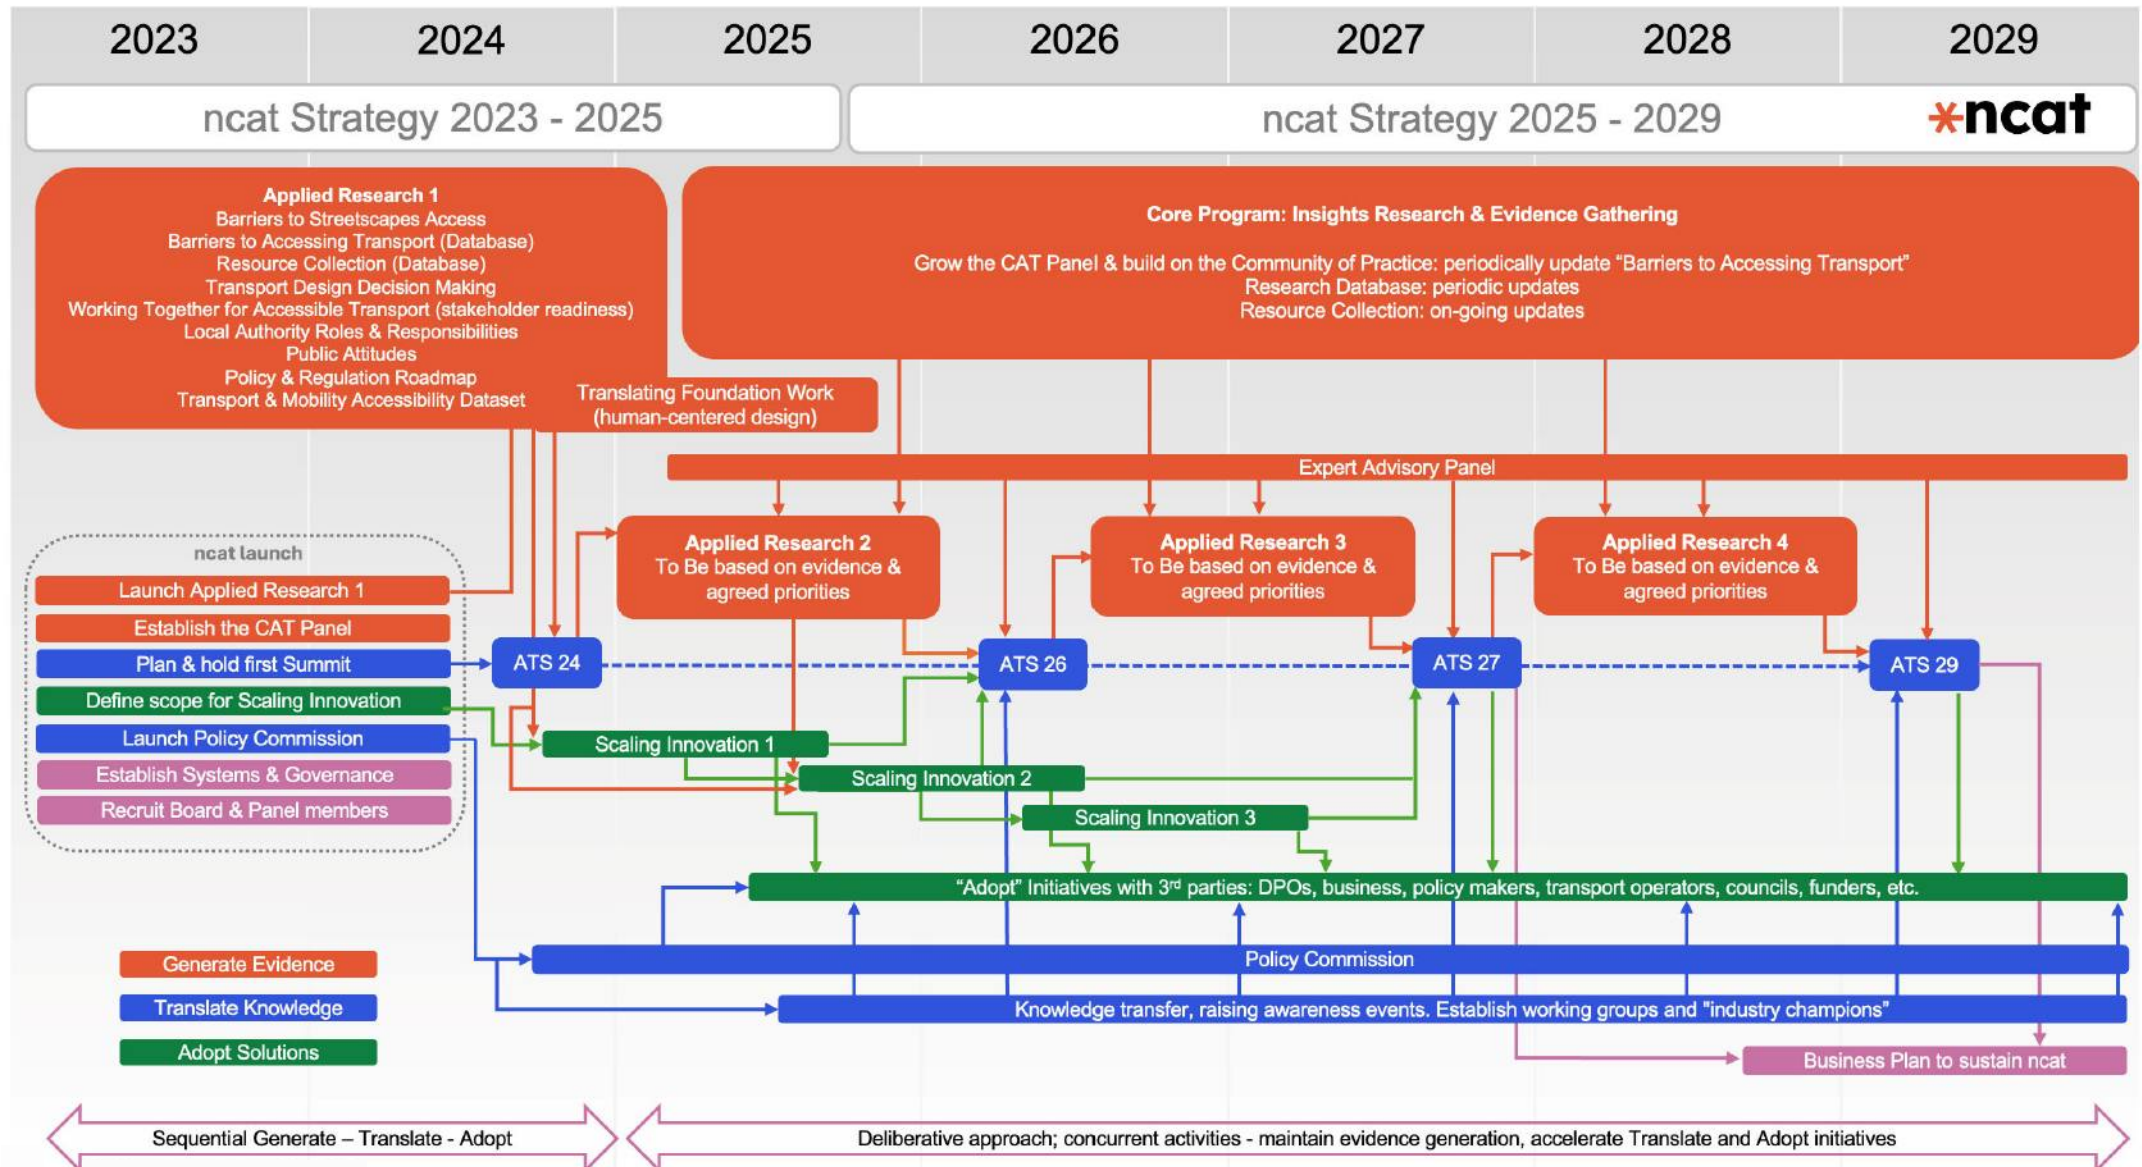 2023
2024
2025
2026
2027
2028
2029
ncat Strategy 2023 - 2025
ncat Strategy 2025 - 2029
*ncat
Applied Research 1
Barriers to Streetscapes Access
Barriers to Accessing Transport (Database)
Resource Collection (Database)
Transport Design Decision Making
Working Together for Accessible Transport (stakeholder readiness)
Local Authority Roles & Responsibilities
Public Attitudes
Policy & Regulation Roadmap
Transport & Mobility Accessibility Dataset
Core Program: Insights Research & Evidence Gathering
Grow the CAT Panel & build on the Community of Practice: periodically update “Barriers to Accessing Transport”
Research Database: periodic updates
Resource Collection: on-going updates
Translating Foundation Work
(human-centered design)
Expert Advisory Panel
Applied Research 2
To Be based on evidence &
agreed priorities
Applied Research 3
To Be based on evidence &
agreed priorities
Applied Research 4
To Be based on evidence &
agreed priorities
ncat launch
Launch Applied Research 1
Establish the CAT Panel
Plan & hold first Summit
Define scope for Scaling Innovation
Launch Policy Commission
Establish Systems & Governance
Recruit Board & Panel members
ATS 24
ATS 26
ATS 27
ATS 29
Scaling Innovation 1
Scaling Innovation 2
Scaling Innovation 3
“Adopt” Initiatives with 3rd parties: DPOs, business, policy makers, transport operators, councils, funders, etc.
Policy Commission
Knowledge transfer, raising awareness events. Establish working groups and "industry champions”
Business Plan to sustain ncat
Generate Evidence
Translate Knowledge
Adopt Solutions
Sequential Generate – Translate - Adopt
Deliberative approach; concurrent activities - maintain evidence generation, accelerate Translate and Adopt initiatives